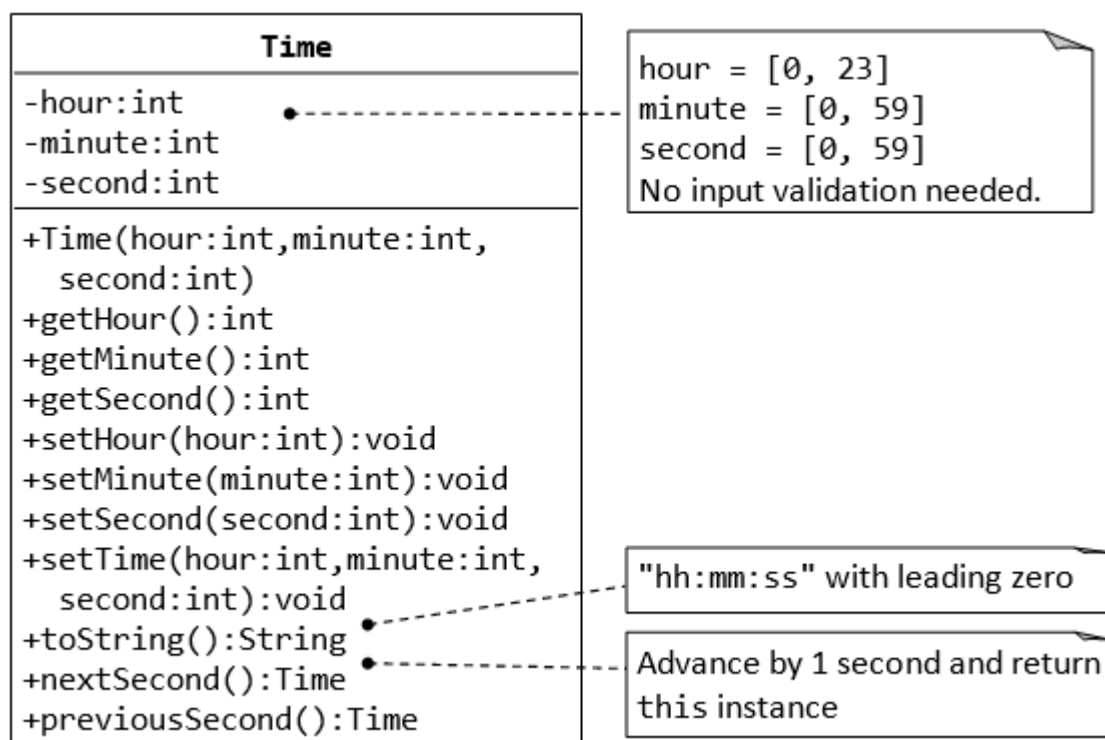 Time
-hour:int
-minute:int
-second:int
hour = [0, 23]
minute = [0, 59]
second = [0, 59]
No input validation needed.
+Time(hour:int,minute:int,
second:int)
+getHour():int
+getMinute():int
+getSecond():int
+setHour(hour:int):void
+setMinute(minute:int):void
+setSecond(second:int):void
+setTime(hour:int,minute:int,
second:int):void
+toString():String
+nextSecond():Time
+previousSecond():Time
"hh:mm:ss" with leading zero
Advance by 1 second and return
this instance